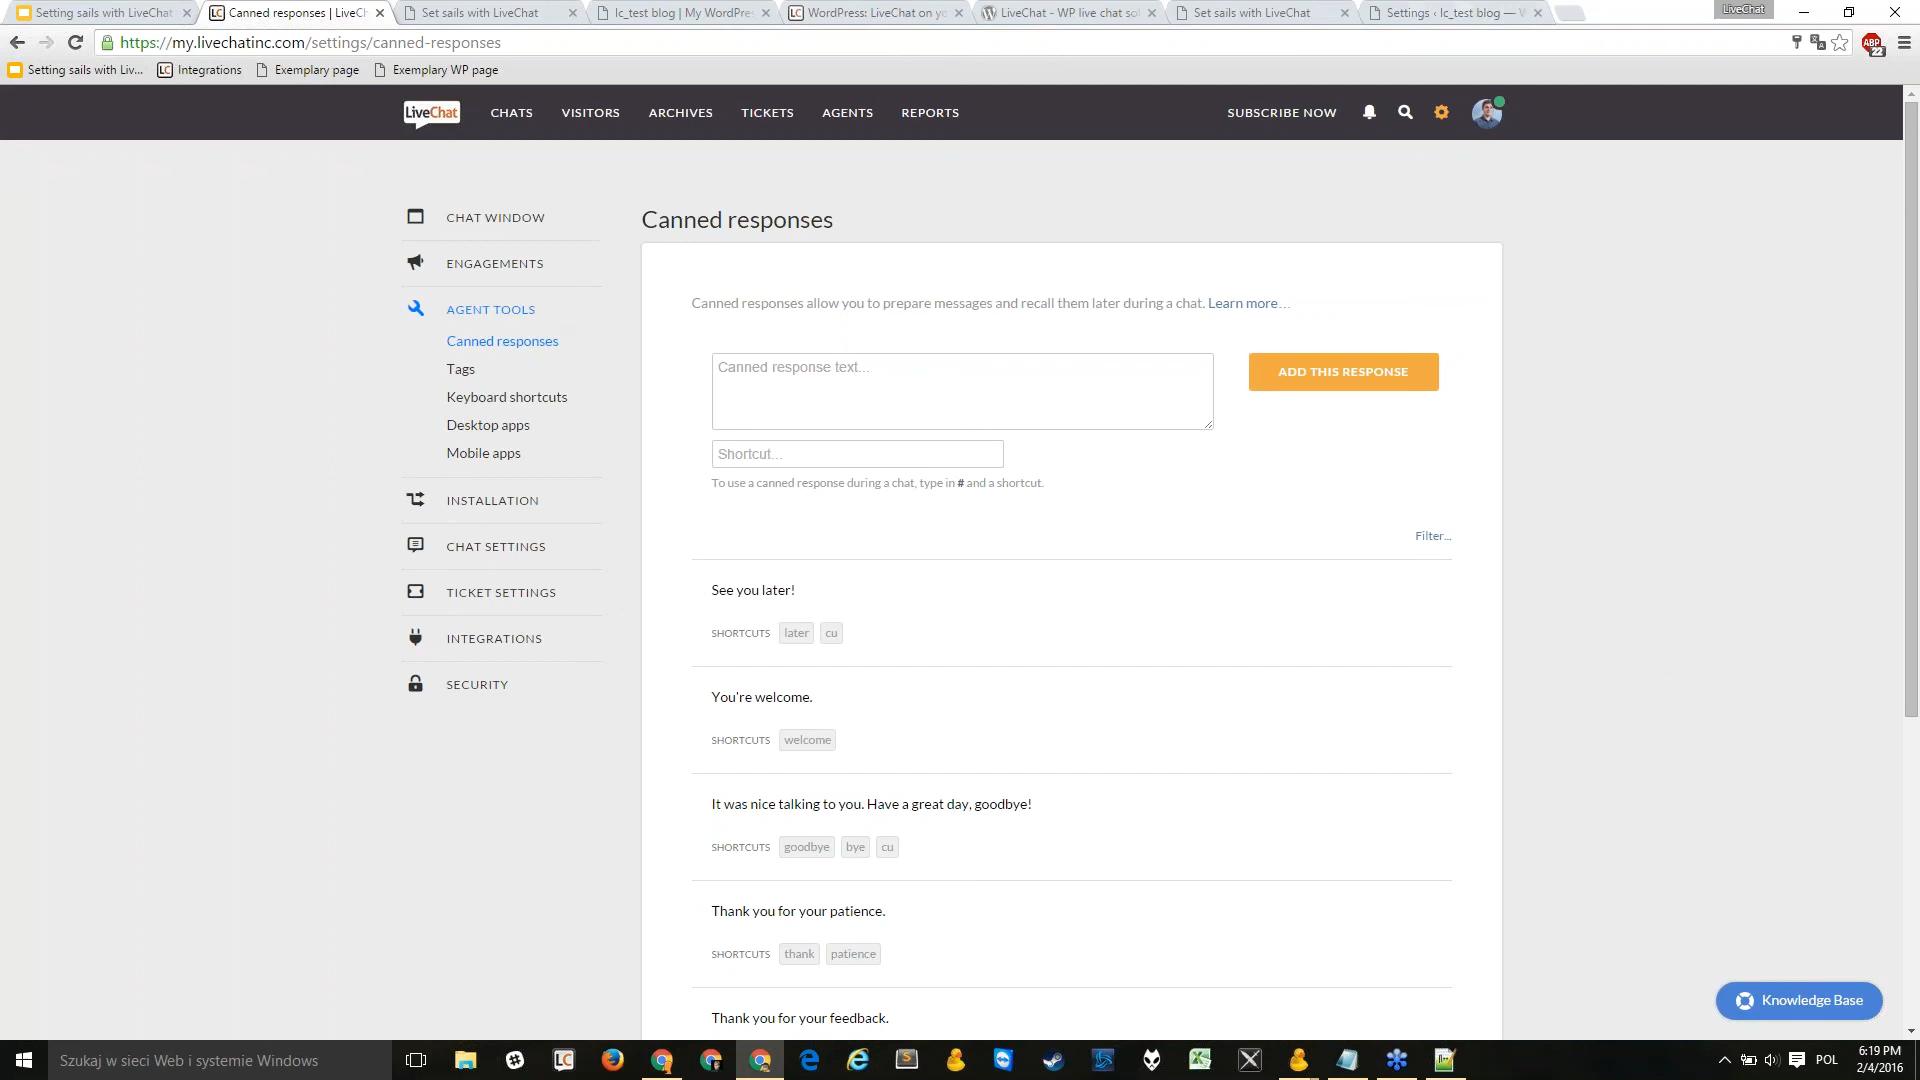 Setting sails with LiveChat
Canned responses | LiveCh
Set sails with LiveChat
lc_test blog | My WordPre
WordPress: LiveChat on yo
LiveChat - WP live chat so
Set sails with LiveChat
Settings ‹ lc_test blog — W
LiveChat
https://my.livechatinc.com/settings/canned-responses
ABP
22
Setting sails with Liv...
LC
Integrations
Exemplary page
Exemplary WP page
LiveChat
CHATS
VISITORS
ARCHIVES
TICKETS
AGENTS
REPORTS
SUBSCRIBE NOW
CHAT WINDOW
ENGAGEMENTS
AGENT TOOLS
Canned responses
Tags
Keyboard shortcuts
Desktop apps
Mobile apps
INSTALLATION
CHAT SETTINGS
TICKET SETTINGS
INTEGRATIONS
SECURITY
Canned responses
Canned responses allow you to prepare messages and recall them later during a chat. Learn more…
Canned response text...
ADD THIS RESPONSE
Shortcut...
To use a canned response during a chat, type in # and a shortcut.
Filter...
See you later!
SHORTCUTS later cu
You're welcome.
SHORTCUTS welcome
It was nice talking to you. Have a great day, goodbye!
SHORTCUTS goodbye bye cu
Thank you for your patience.
SHORTCUTS thank patience
Thank you for your feedback.
Knowledge Base
Szukaj w sieci Web i systemie Windows
LC
POL
6:19 PM
2/4/2016